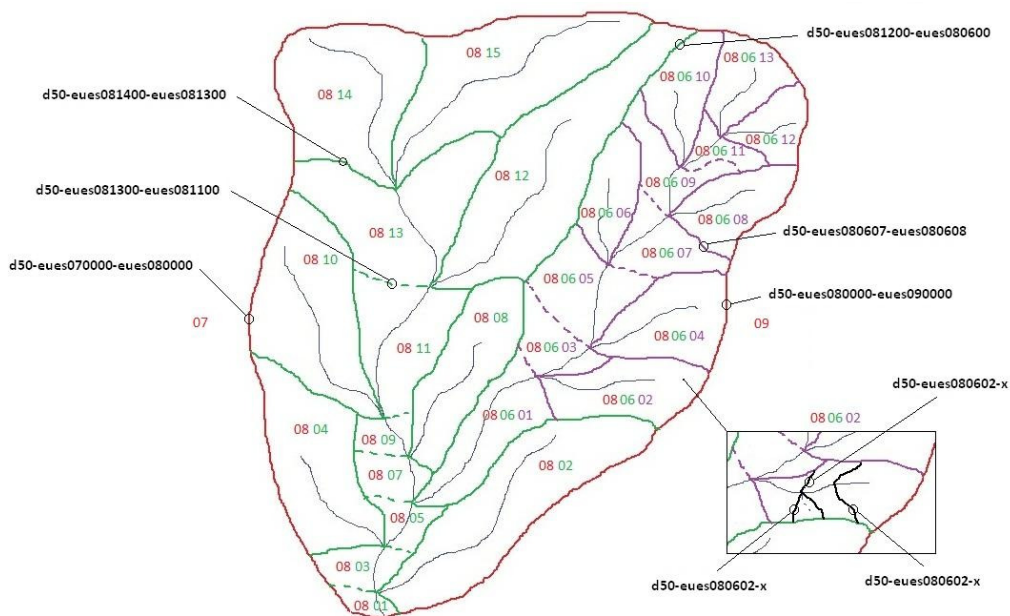 d50-eues081200-eues080600
08 15
08 06 13
08 06 10
08 14
d50-eues081400-eues081300
08 06 12
08 06 11
08 12
08 06 09
d50-eues081300-eues081100
08 06 06
08 06 08
08 13
d50-eues080607-eues080608
08 10
08 06 07
d50-eues070000-eues080000
08 06 05
d50-eues080000-eues090000
07
08 08
09
08 06 04
08 11
08 06 03
d50-eues080602-x
08 06 02
08 06 01
08 06 02
08 04
08 09
08 02
08 07
08 05
08 03
d50-eues080602-x
d50-eues080602-x
08 01